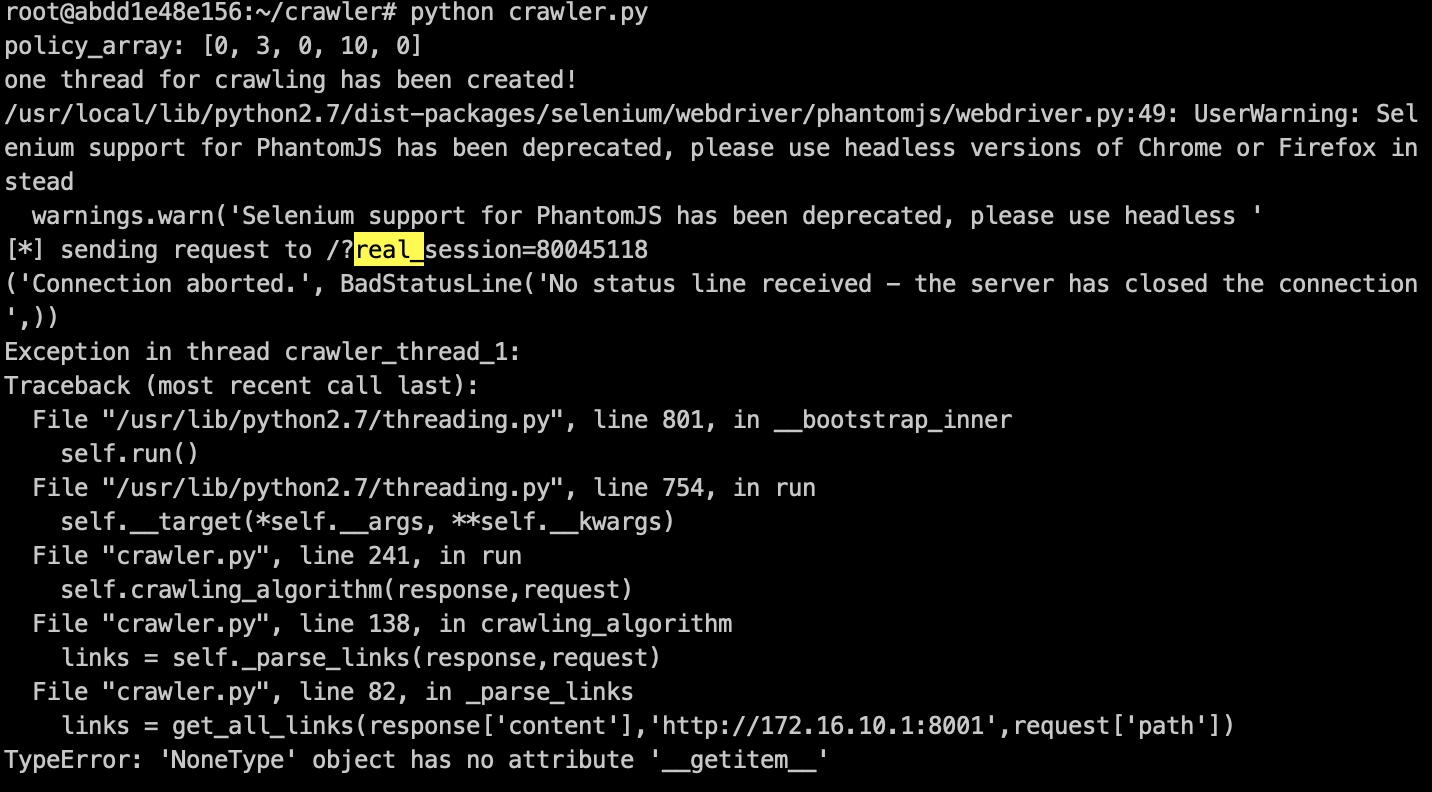 root@abdd1e48e156:~/crawler# python crawler.py
policy_array: [0, 3, 0, 10, 0]
one thread for crawling has been created!
/usr/local/lib/python2.7/dist-packages/selenium/webdriver/phantomjs/webdriver.py:49: UserWarning: Sel
enium support for PhantomJS has been deprecated, please use headless versions of Chrome or Firefox in
stead
  warnings.warn('Selenium support for PhantomJS has been deprecated, please use headless '
[*] sending request to /?real_session=80045118
('Connection aborted.', BadStatusLine('No status line received - the server has closed the connection
',))
Exception in thread crawler_thread_1:
Traceback (most recent call last):
  File "/usr/lib/python2.7/threading.py", line 801, in __bootstrap_inner
    self.run()
  File "/usr/lib/python2.7/threading.py", line 754, in run
    self.__target(*self.__args, **self.__kwargs)
  File "crawler.py", line 241, in run
    self.crawling_algorithm(response,request)
  File "crawler.py", line 138, in crawling_algorithm
    links = self._parse_links(response,request)
  File "crawler.py", line 82, in _parse_links
    links = get_all_links(response['content'],'http://172.16.10.1:8001',request['path'])
TypeError: 'NoneType' object has no attribute '__getitem__'